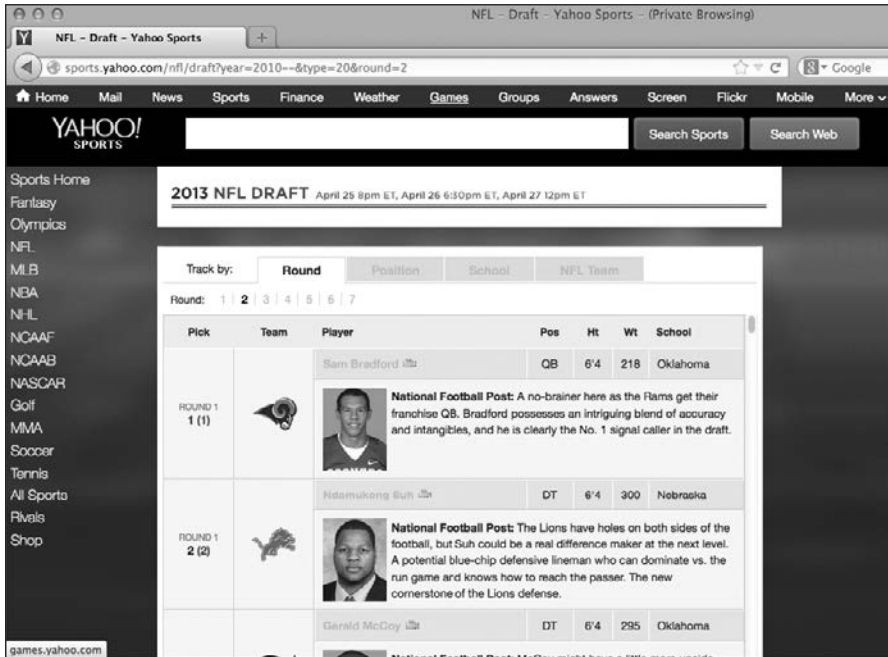 NFL – Draft – Yahoo Sports – (Private Browsing)
NFL – Draft – Yahoo Sports
sports.yahoo.com/nfl/draft?year=2010--&type=20&round=2
Google
Home Mail News Sports Finance Weather Games Groups Answers Screen Flickr Mobile More
YAHOO!
SPORTS
Search Sports Search Web
Sports Home
Fantasy
Olympics
NFL
MLB
NBA
NHL
NCAAF
NCAAB
NASCAR
Golf
MMA
Soccer
Tennis
All Sports
Rivals
Shop
2013 NFL DRAFT April 25 8pm ET, April 26 6:30pm ET, April 27 12pm ET
Track by: Round Position School NFL Team
Round: 1 | 2 | 3 | 4 | 5 | 6 | 7
Pick Team Player Pos Ht Wt School
Sam Bradford QB 6'4 218 Oklahoma
ROUND 1
1 (1)
National Football Post: A no-brainer here as the Rams get their
franchise QB. Bradford possesses an intriguing blend of accuracy
and intangibles, and he is clearly the No. 1 signal caller in the draft.
Ndamukong Suh DT 6'4 300 Nebraska
ROUND 1
2 (2)
National Football Post: The Lions have holes on both sides of the
football, but Suh could be a real difference maker at the next level.
A potential blue-chip defensive lineman who can dominate vs. the
run game and knows how to reach the passer. The new
cornerstone of the Lions defense.
Gerald McCoy DT 6'4 295 Oklahoma
National Football Post: McCoy might have a little more upside
games.yahoo.com